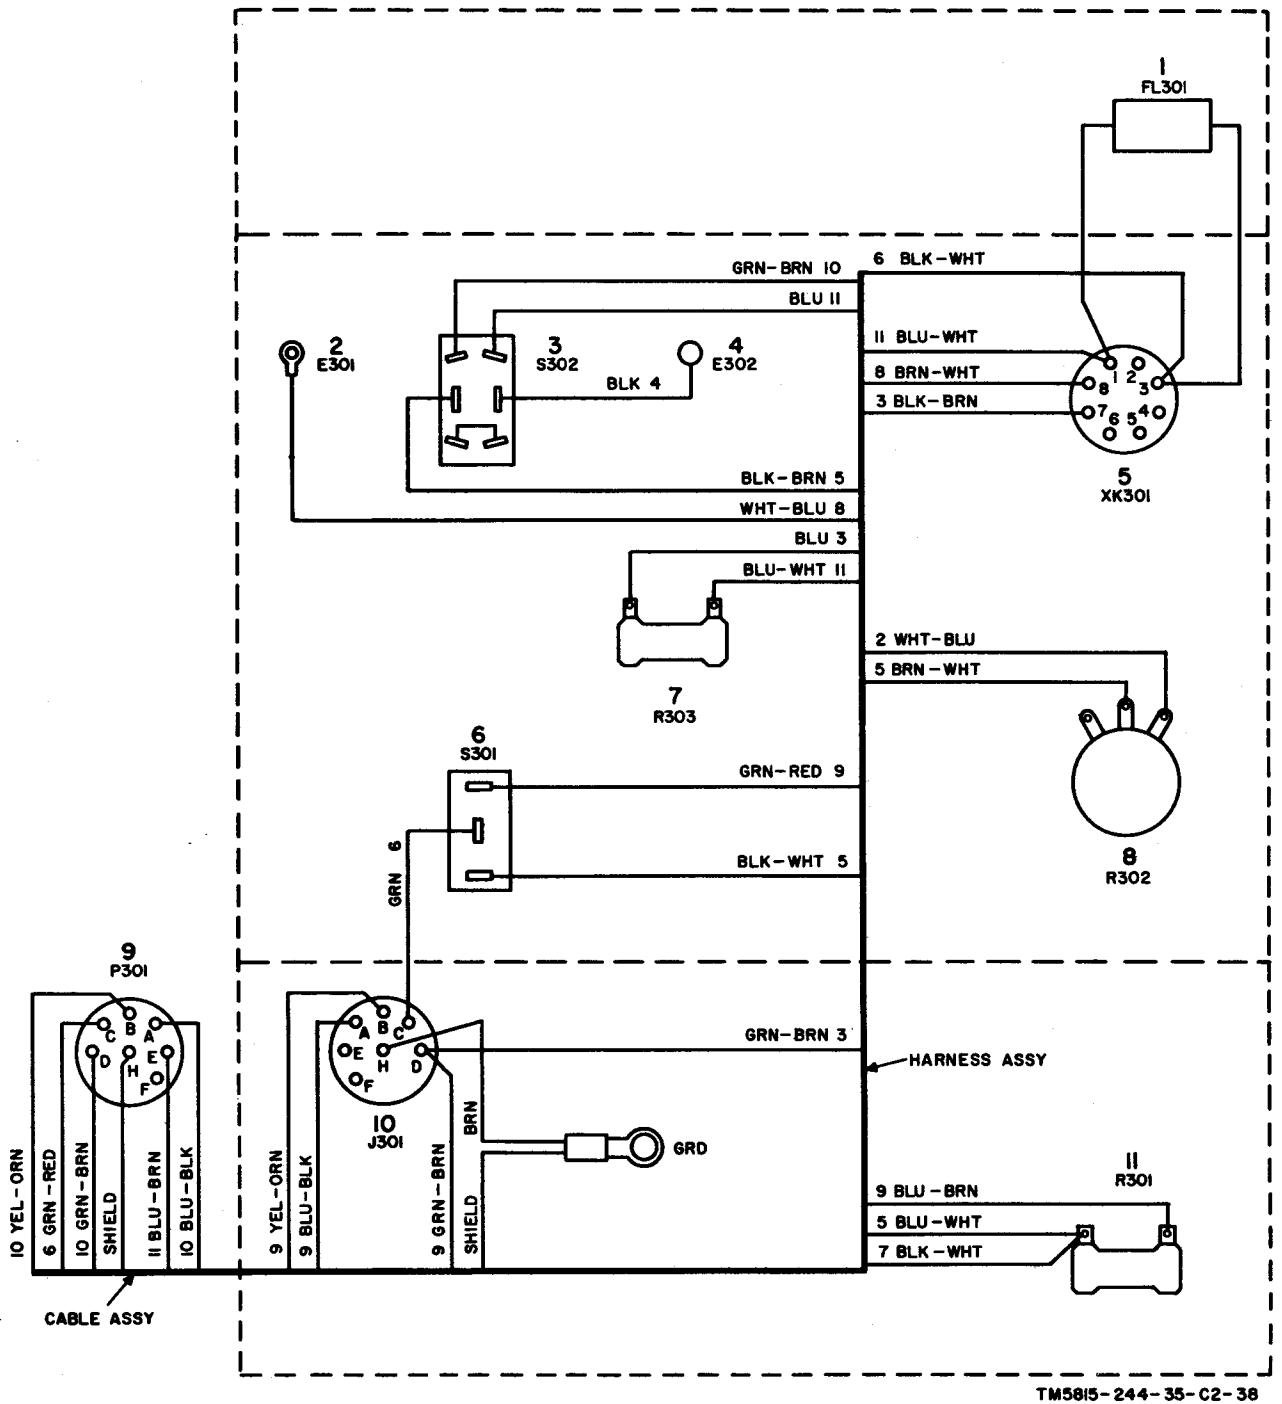 1
FL301
GRN-BRN 10
6 BLK-WHT
BLU 11
2
E301
3
S302
4
E302
11 BLU-WHT
BLK 4
8 BRN-WHT
3 BLK-BRN
1 2 3 4 5 6 7 8
5
XK301
BLK-BRN 5
WHT-BLU 8
BLU 3
BLU-WHT 11
2 WHT-BLU
5 BRN-WHT
7
R303
6
S301
GRN-RED 9
GRN 6
BLK-WHT 5
8
R302
9
P301
A B C D E F H
10 YEL-ORN
6 GRN-RED
10 GRN-BRN
SHIELD
11 BLU-BRN
10 BLU-BLK
A B C D E F H
10
J301
GRN-BRN 3
HARNESS ASSY
9 YEL-ORN
9 BLU-BLK
9 GRN-BRN
BRN
SHIELD
GRD
11
R301
9 BLU-BRN
5 BLU-WHT
7 BLK-WHT
CABLE ASSY
TM5815-244-35-C2-38